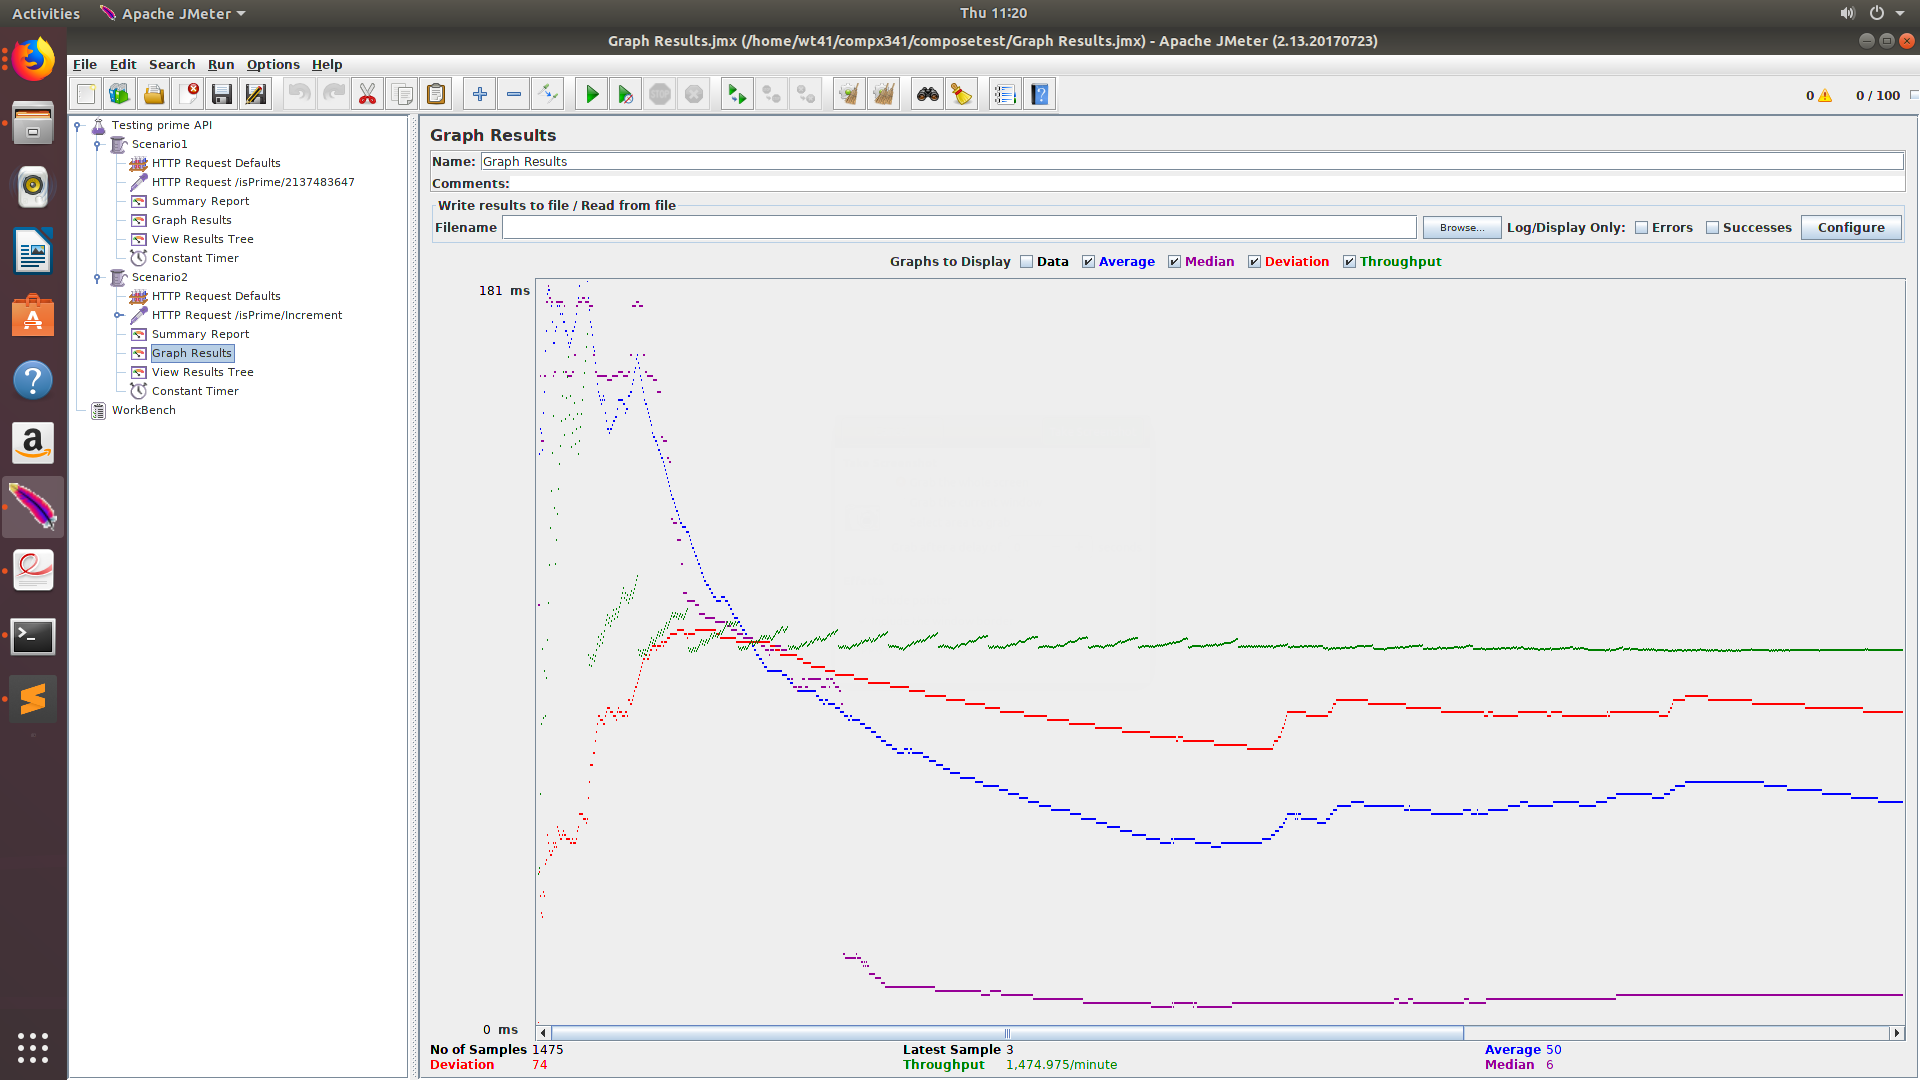 Activities Apache JMeter Thu 11:20
Graph Results.jmx (/home/wt41/compx341/composetest/Graph Results.jmx) - Apache JMeter (2.13.20170723)
File Edit Search Run Options Help
0 0 / 100
Testing prime API
Scenario1
HTTP Request Defaults
HTTP Request /isPrime/2137483647
Summary Report
Graph Results
View Results Tree
Constant Timer
Scenario2
HTTP Request Defaults
HTTP Request /isPrime/Increment
Summary Report
Graph Results
View Results Tree
Constant Timer
WorkBench
Graph Results
Name: Graph Results
Comments:
Write results to file / Read from file
Filename Browse... Log/Display Only: Errors Successes Configure
Graphs to Display Data Average Median Deviation Throughput
181 ms
0 ms
No of Samples 1475 Latest Sample 3 Average 50
Deviation 74 Throughput 1,474.975/minute Median 6